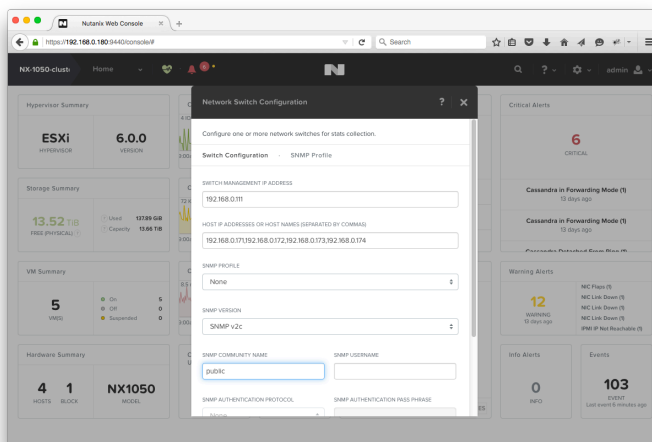 Nutanix Web Console
https://192.168.0.180:9440/console/#
Search
NX-1050-clust
Home
6
?
admin
Hypervisor Summary
ESXi
HYPERVISOR
6.0.0
VERSION
Storage Summary
13.52 TiB
FREE (PHYSICAL)
Used 137.89 GiB
Capacity 13.66 TiB
VM Summary
5
VM(S)
On 5
Off 0
Suspended 0
Hardware Summary
4
HOSTS
1
BLOCK
NX1050
MODEL
Network Switch Configuration
?
Configure one or more network switches for stats collection.
Switch Configuration · SNMP Profile
SWITCH MANAGEMENT IP ADDRESS
192.168.0.111
HOST IP ADDRESSES OR HOST NAMES (SEPARATED BY COMMAS)
192.168.0.171,192.168.0.172,192.168.0.173,192.168.0.174
SNMP PROFILE
None
SNMP VERSION
SNMP v2c
SNMP COMMUNITY NAME
SNMP USERNAME
public
SNMP AUTHENTICATION PROTOCOL
SNMP AUTHENTICATION PASS PHRASE
None
Critical Alerts
6
CRITICAL
Cassandra in Forwarding Mode (1)
13 days ago
Cassandra in Forwarding Mode (1)
13 days ago
Cassandra Detached From Ring (1)
Warning Alerts
12
WARNING
13 days ago
NIC Flaps (1)
NIC Link Down (1)
NIC Link Down (1)
NIC Link Down (1)
IPMI IP Not Reachable (1)
Info Alerts
0
INFO
Events
103
EVENT
Last event 8 minutes ago